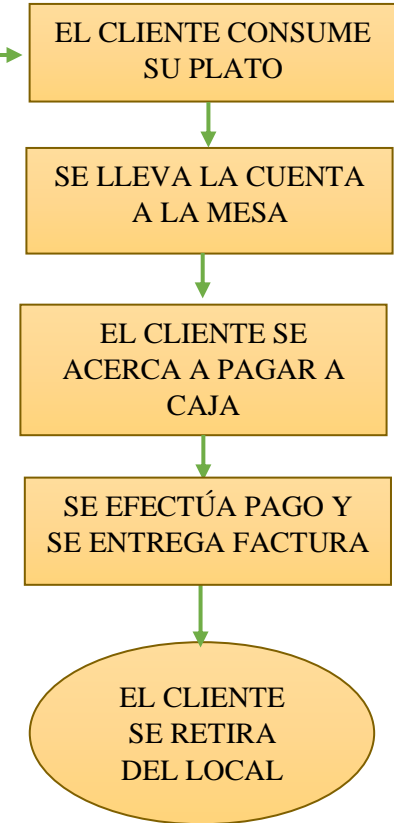 EL CLIENTE CONSUME
SU PLATO
SE LLEVA LA CUENTA
A LA MESA
EL CLIENTE SE
ACERCA A PAGAR A
CAJA
SE EFECTÚA PAGO Y
SE ENTREGA FACTURA
EL CLIENTE
SE RETIRA
DEL LOCAL